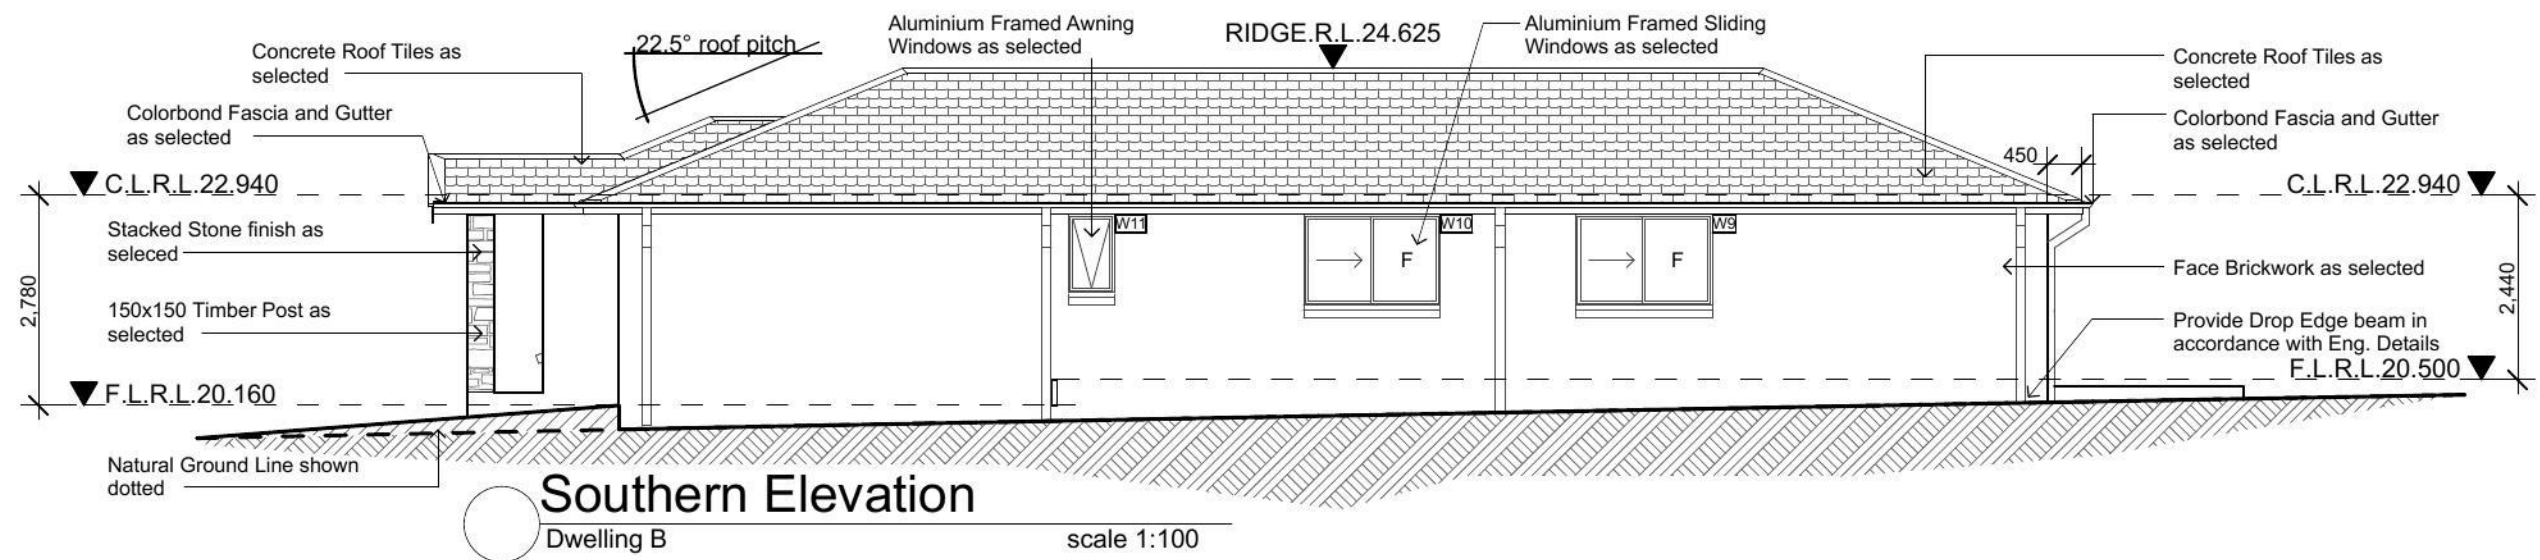 Aluminium Framed Awning
Windows as selected
RIDGE.R.L.24.625
Aluminium Framed Sliding
Windows as selected
22.5° roof pitch
Concrete Roof Tiles as
selected
Concrete Roof Tiles as
selected
Colorbond Fascia and Gutter
as selected
Colorbond Fascia and Gutter
as selected
450
C.L.R.L.22.940
C.L.R.L.22.940
Stacked Stone finish as
seleced
W11
W10
W9
F
F
Face Brickwork as selected
2,780
2,440
150x150 Timber Post as
selected
Provide Drop Edge beam in
accordance with Eng. Details
F.L.R.L.20.160
F.L.R.L.20.500
Natural Ground Line shown
dotted
Southern Elevation
Dwelling B
scale 1:100